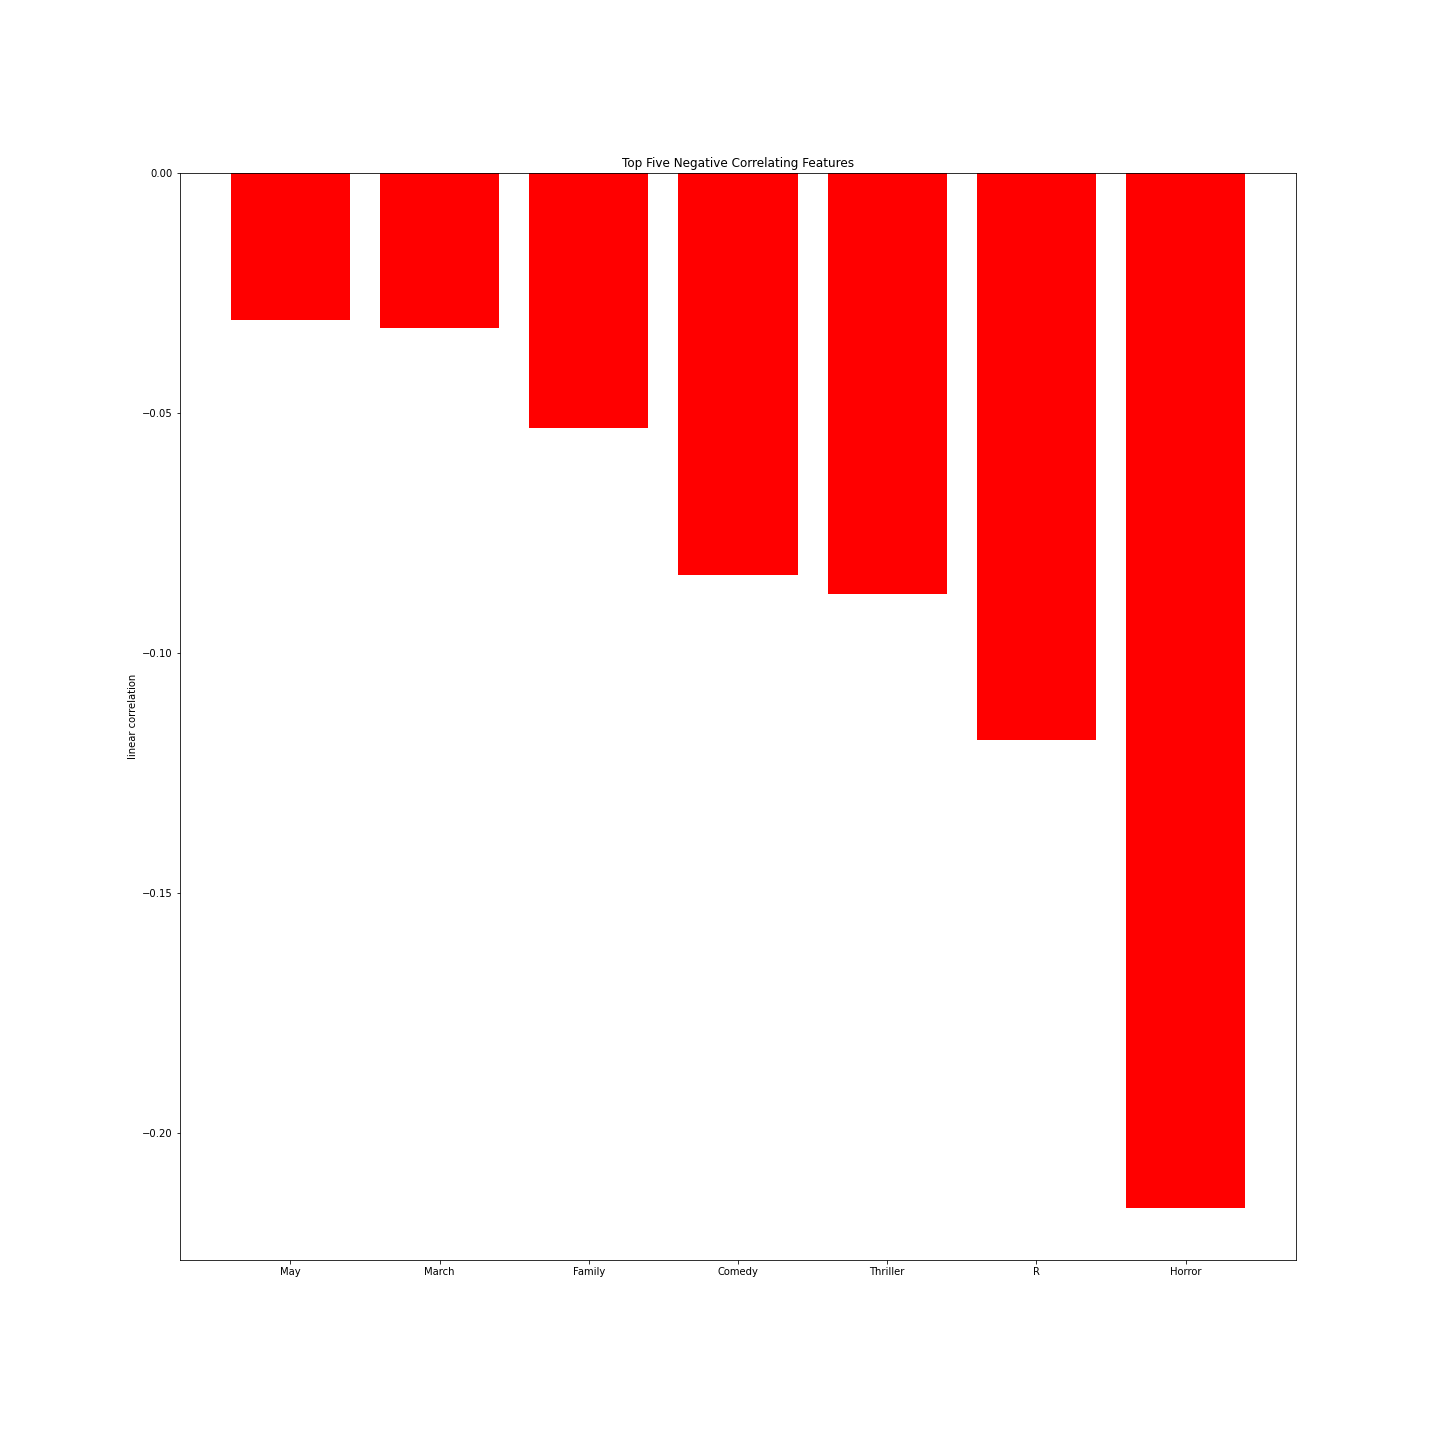 Top Five Negative Correlating Features
0.00
−0.05
−0.10
−0.15
−0.20
linear correlation
May March Family Comedy Thriller R Horror